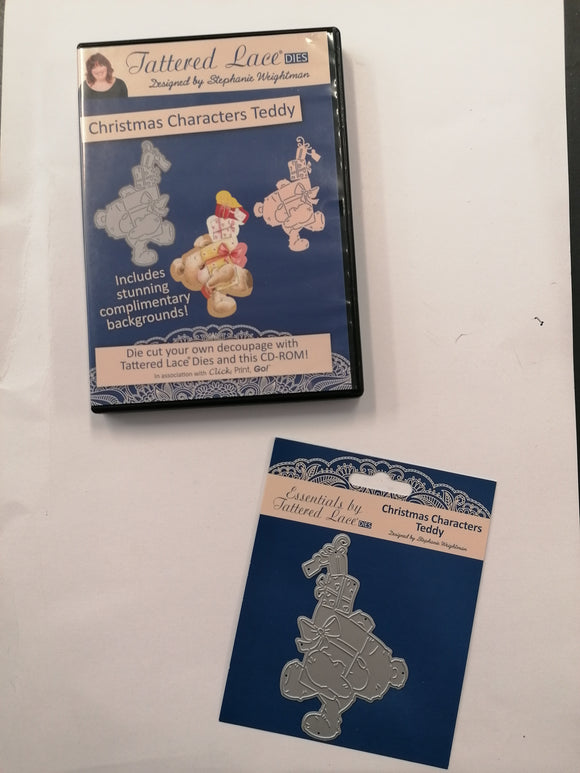 Tattered Lace® DIES
Designed by Stephanie Weightman
Christmas Characters Teddy
Includes
stunning
complimentary
backgrounds!
Die cut your own decoupage with
Tattered Lace® Dies and this CD-ROM!
In association with Click, Print, Go!
Essentials by
Tattered Lace® DIES
Christmas Characters
Teddy
Designed by Stephanie Weightman